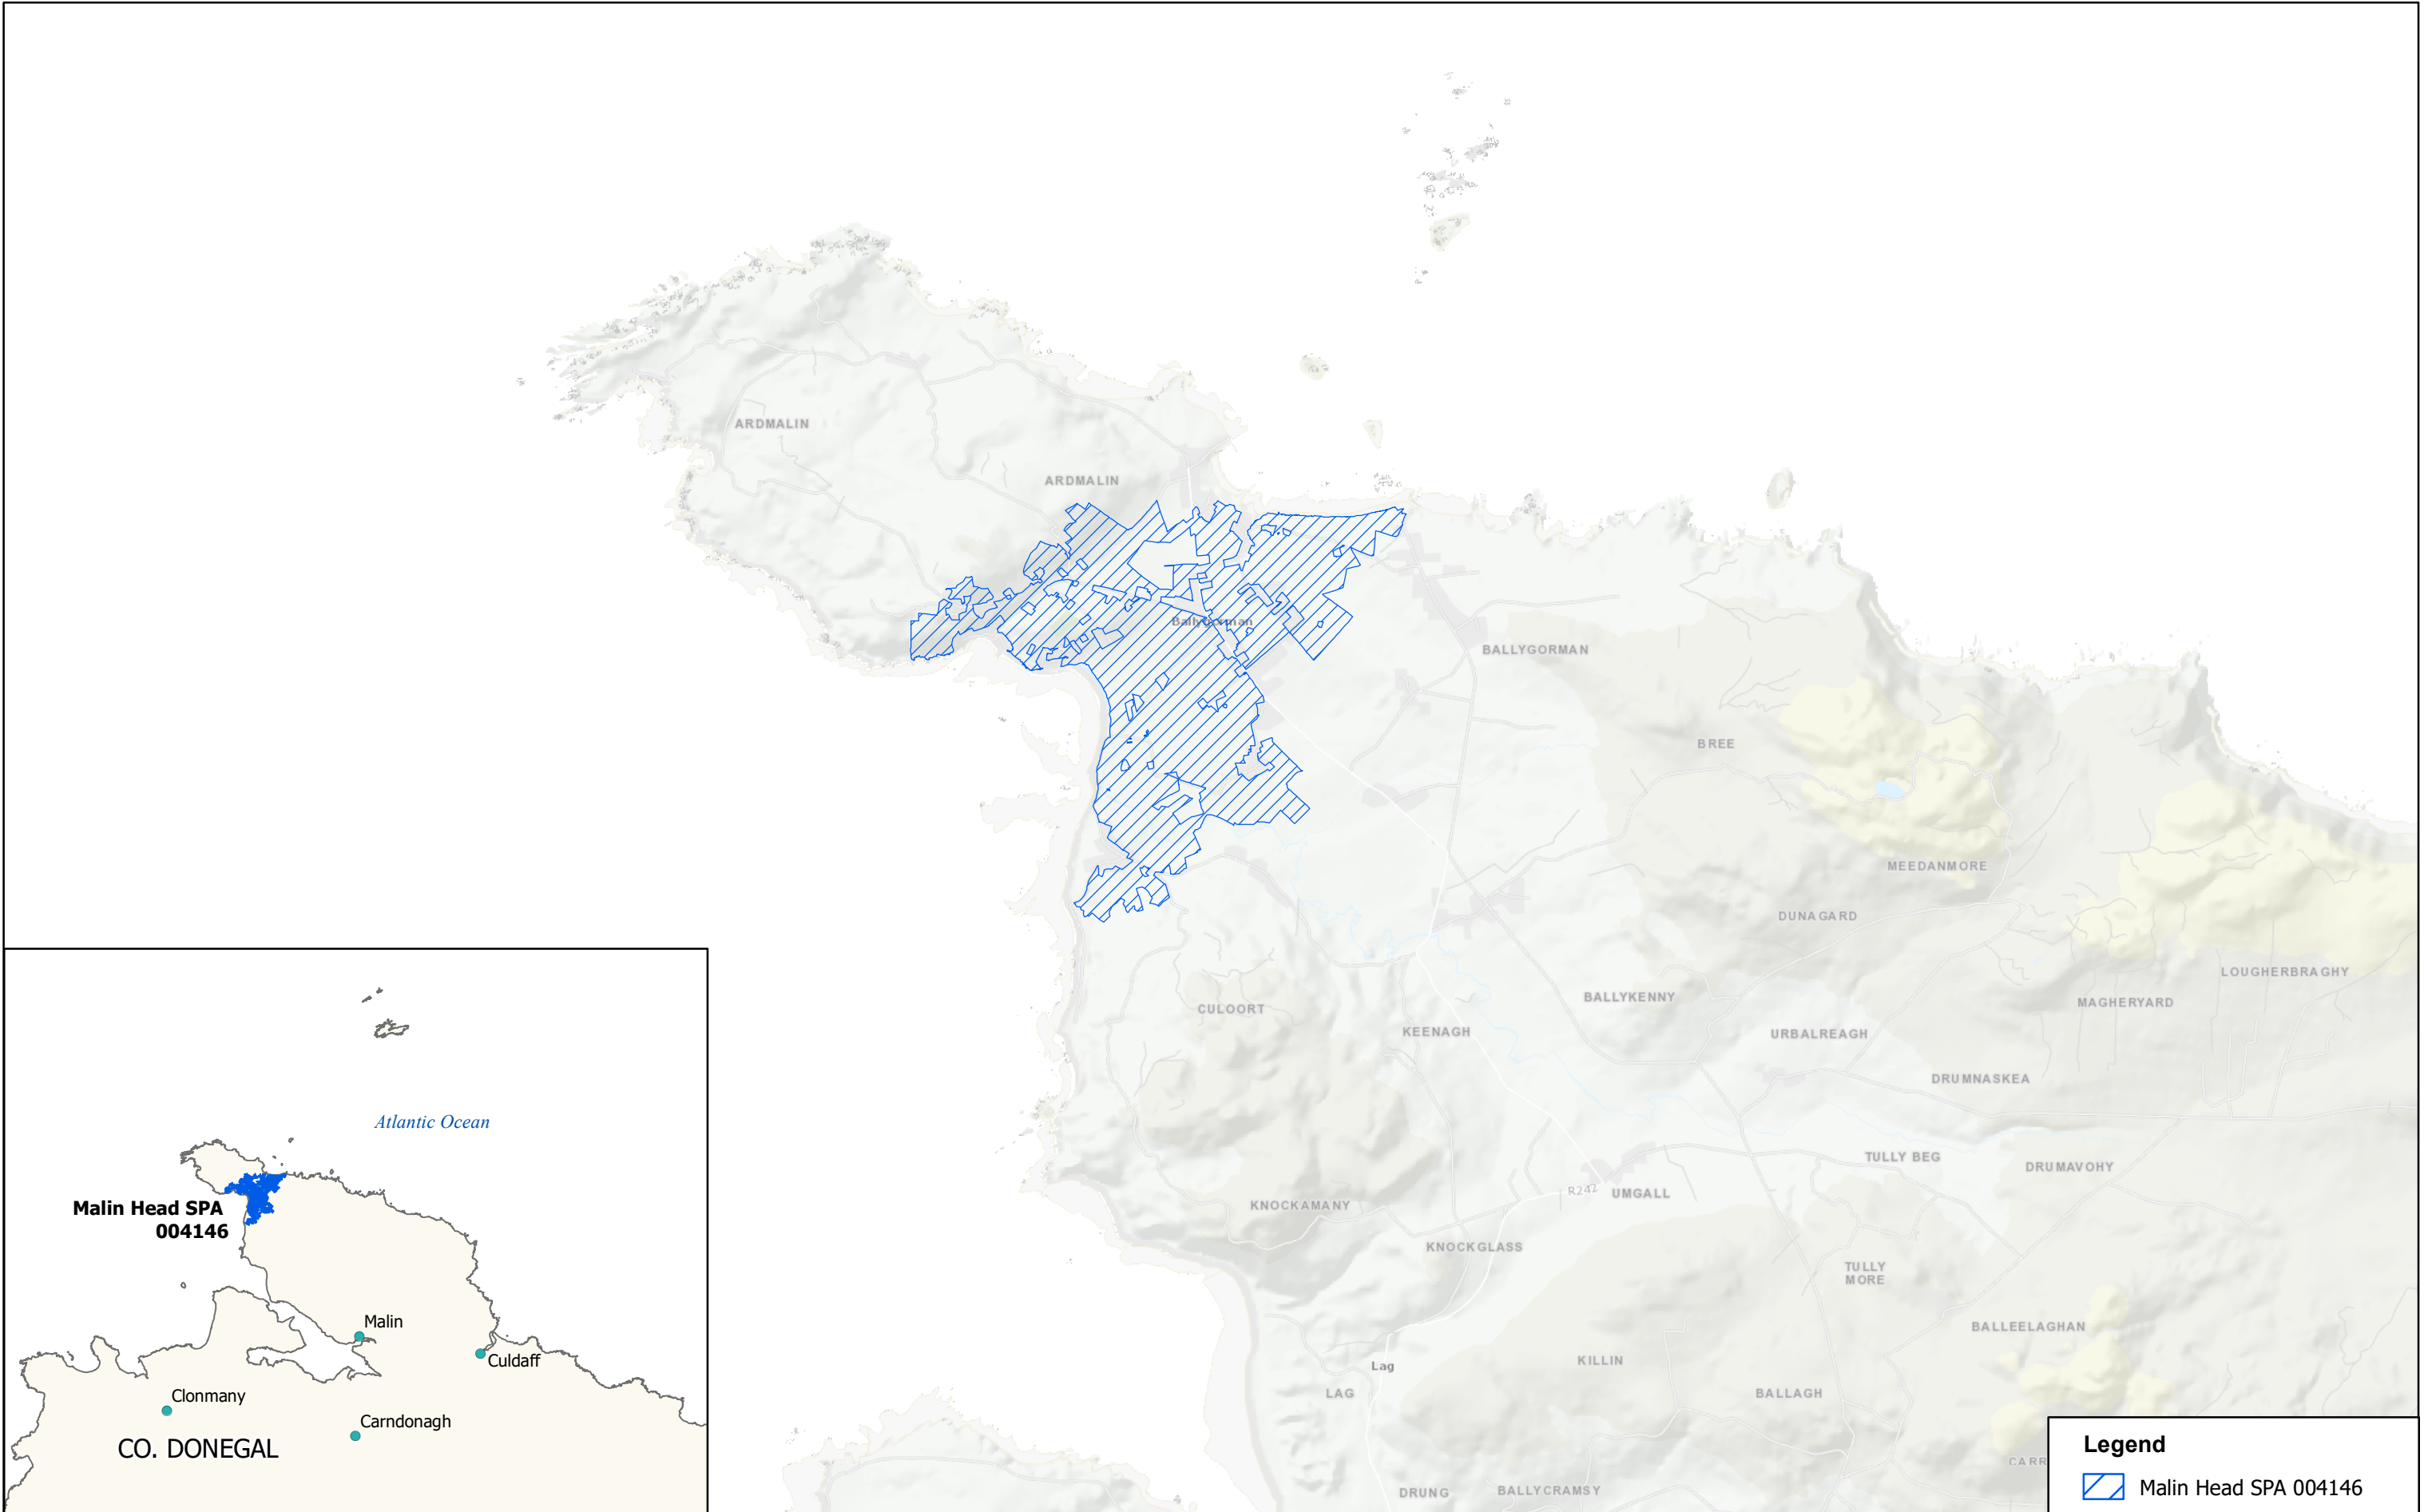 ARDMALIN
ARDMALIN
Ballygorman
BALLYGORMAN
BREE
MEEDANMORE
DUNAGARD
LOUGHERBRAGHY
BALLYKENNY
MAGHERYARD
CULOORT
KEENAGH
URBALREAGH
DRUMNASKEA
TULLY BEG
DRUMAVOHY
R242
UMGALL
KNOCKAMANY
KNOCKGLASS
TULLY
MORE
BALLEELAGHAN
KILLIN
Lag
LAG
BALLAGH
CARR
DRUNG
BALLYCRAMSY
Atlantic Ocean
Malin Head SPA
004146
Malin
Culdaff
Clonmany
Carndonagh
CO. DONEGAL
Legend
Malin Head SPA 004146